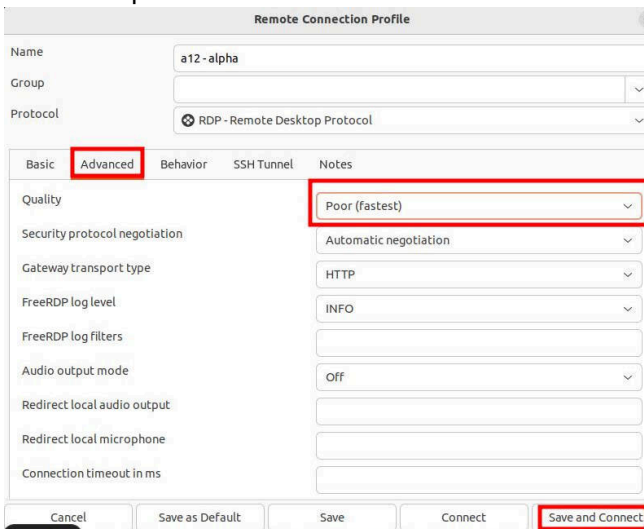 Remote Connection Profile
Name
a12-alpha
Group
Protocol
RDP - Remote Desktop Protocol
Basic Advanced Behavior SSH Tunnel Notes
Quality Poor (fastest)
Security protocol negotiation Automatic negotiation
Gateway transport type HTTP
FreeRDP log level INFO
FreeRDP log filters
Audio output mode Off
Redirect local audio output
Redirect local microphone
Connection timeout in ms
Cancel Save as Default Save Connect Save and Connect